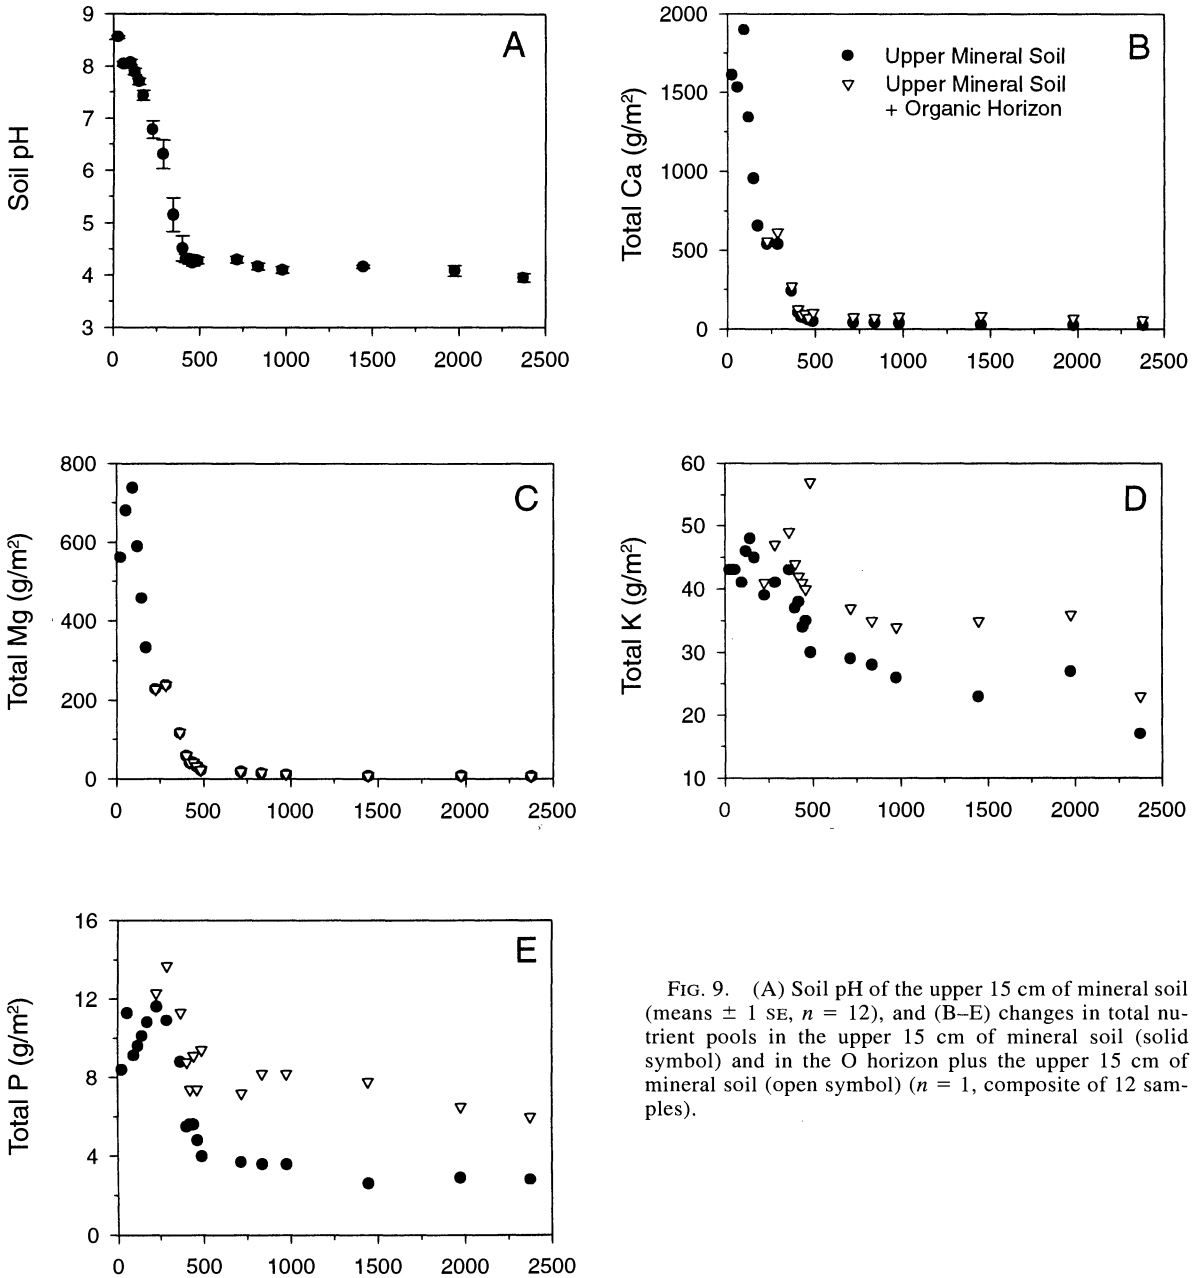 A
Soil pH
9
8
7
6
5
4
3
0 500 1000 1500 2000 2500
B
Upper Mineral Soil
Upper Mineral Soil
+ Organic Horizon
Total Ca (g/m²)
2000
1500
1000
500
0
0 500 1000 1500 2000 2500
C
Total Mg (g/m²)
800
600
400
200
0
0 500 1000 1500 2000 2500
D
Total K (g/m²)
60
50
40
30
20
10
0 500 1000 1500 2000 2500
E
Total P (g/m²)
16
12
8
4
0
0 500 1000 1500 2000 2500
FIG. 9. (A) Soil pH of the upper 15 cm of mineral soil
(means ± 1 SE, n = 12), and (B–E) changes in total nu-
trient pools in the upper 15 cm of mineral soil (solid
symbol) and in the O horizon plus the upper 15 cm of
mineral soil (open symbol) (n = 1, composite of 12 sam-
ples).